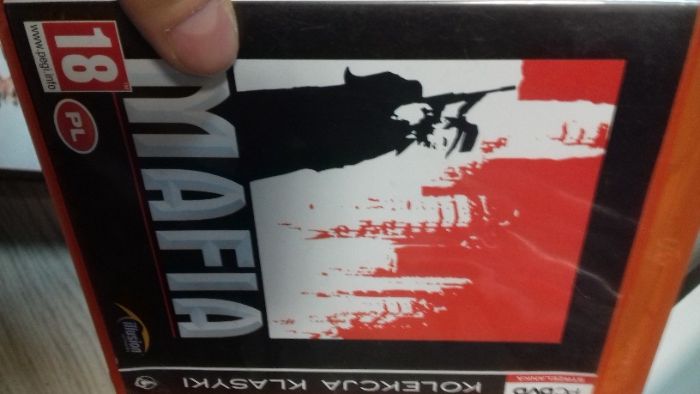 KOLEKCJA KLASYKI
MAFIA
18
www.pegi.info
PL
illusion